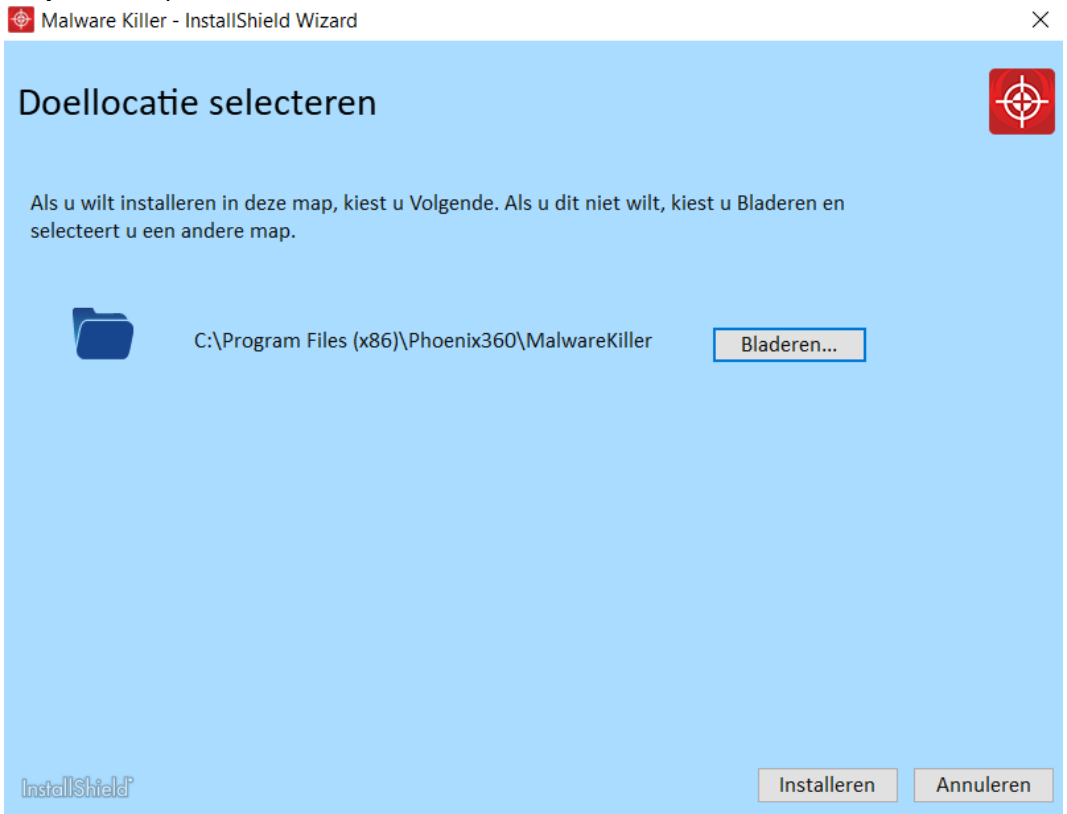 Malware Killer - InstallShield Wizard
Doellocatie selecteren
Als u wilt installeren in deze map, kiest u Volgende. Als u dit niet wilt, kiest u Bladeren en
selecteert u een andere map.
C:\Program Files (x86)\Phoenix360\MalwareKiller
Bladeren...
InstallShield
Installeren
Annuleren